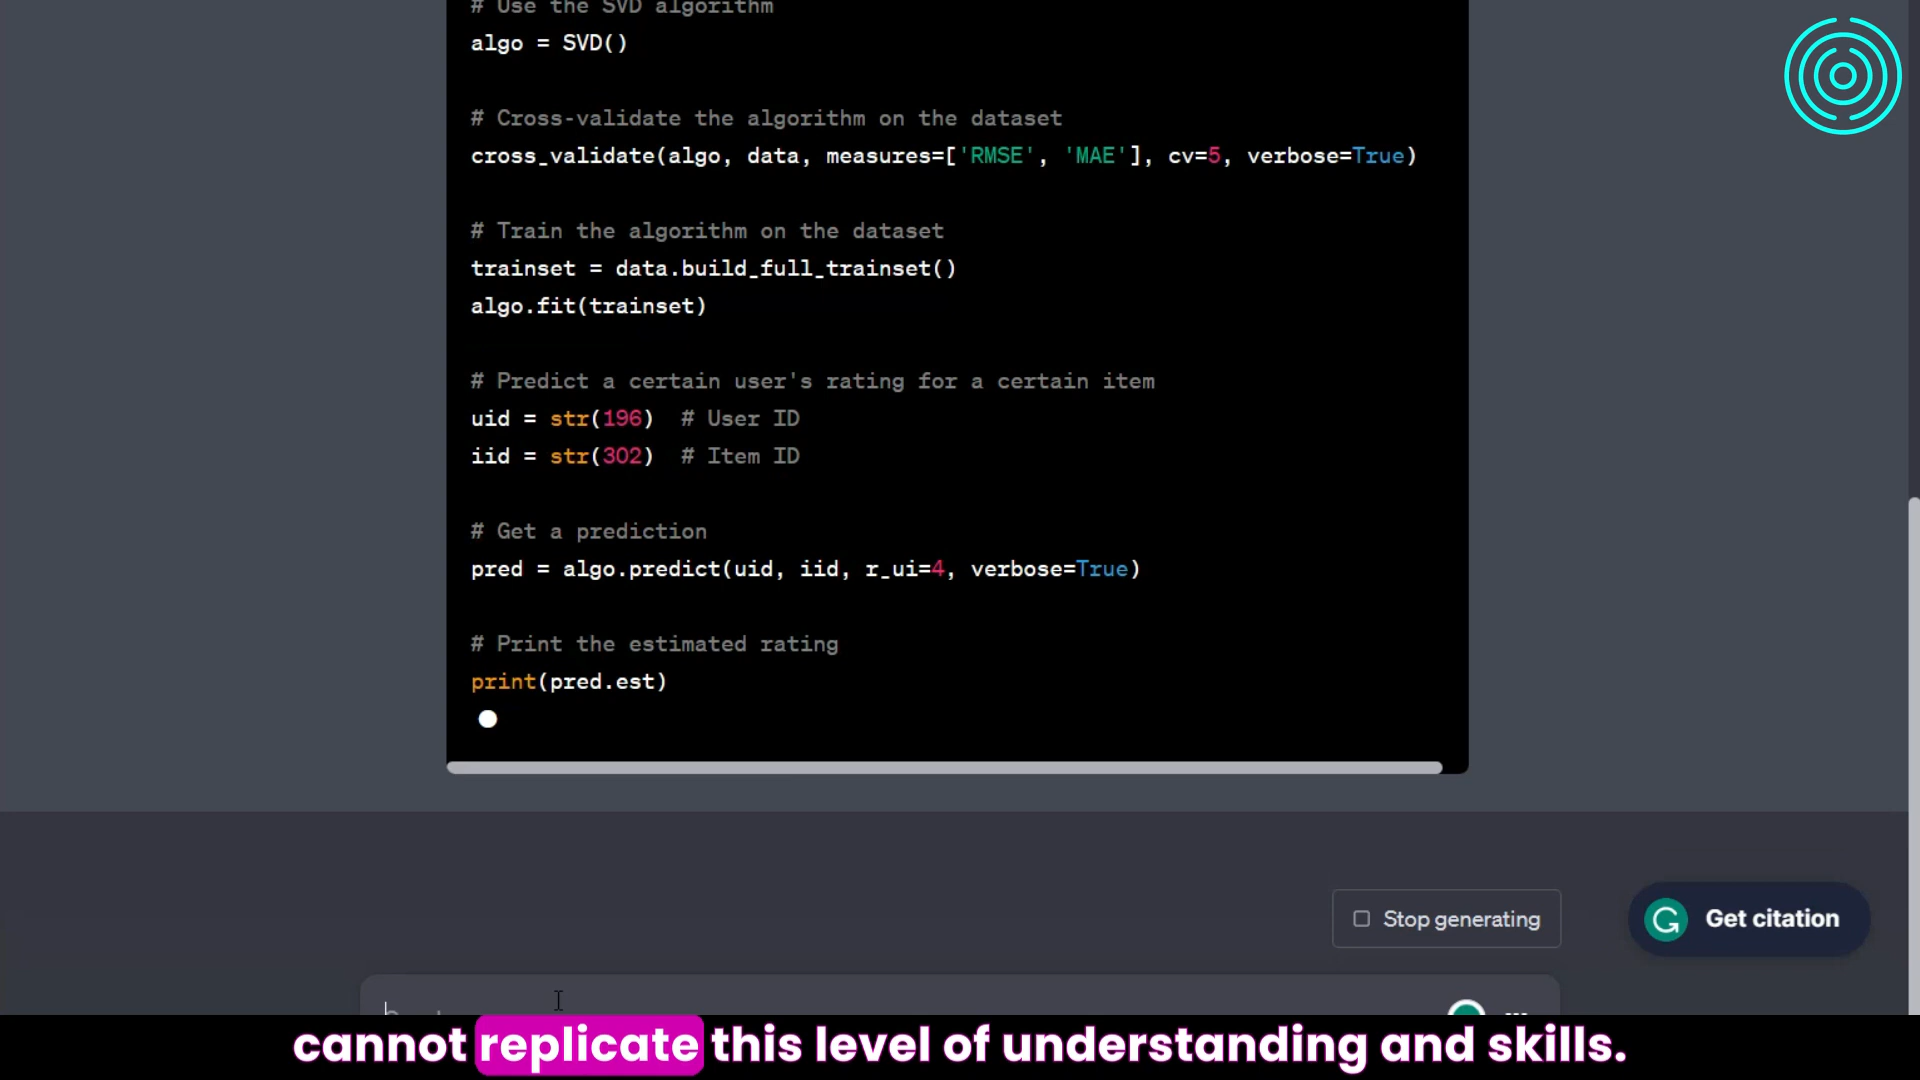 # Use the SVD algorithm
algo = SVD()
# Cross-validate the algorithm on the dataset
cross_validate(algo, data, measures=['RMSE', 'MAE'], cv=5, verbose=True)
# Train the algorithm on the dataset
trainset = data.build_full_trainset()
algo.fit(trainset)
# Predict a certain user's rating for a certain item
uid = str(196)  # User ID
iid = str(302)  # Item ID
# Get a prediction
pred = algo.predict(uid, iid, r_ui=4, verbose=True)
# Print the estimated rating
print(pred.est)
Stop generating
Get citation
cannot replicate this level of understanding and skills.